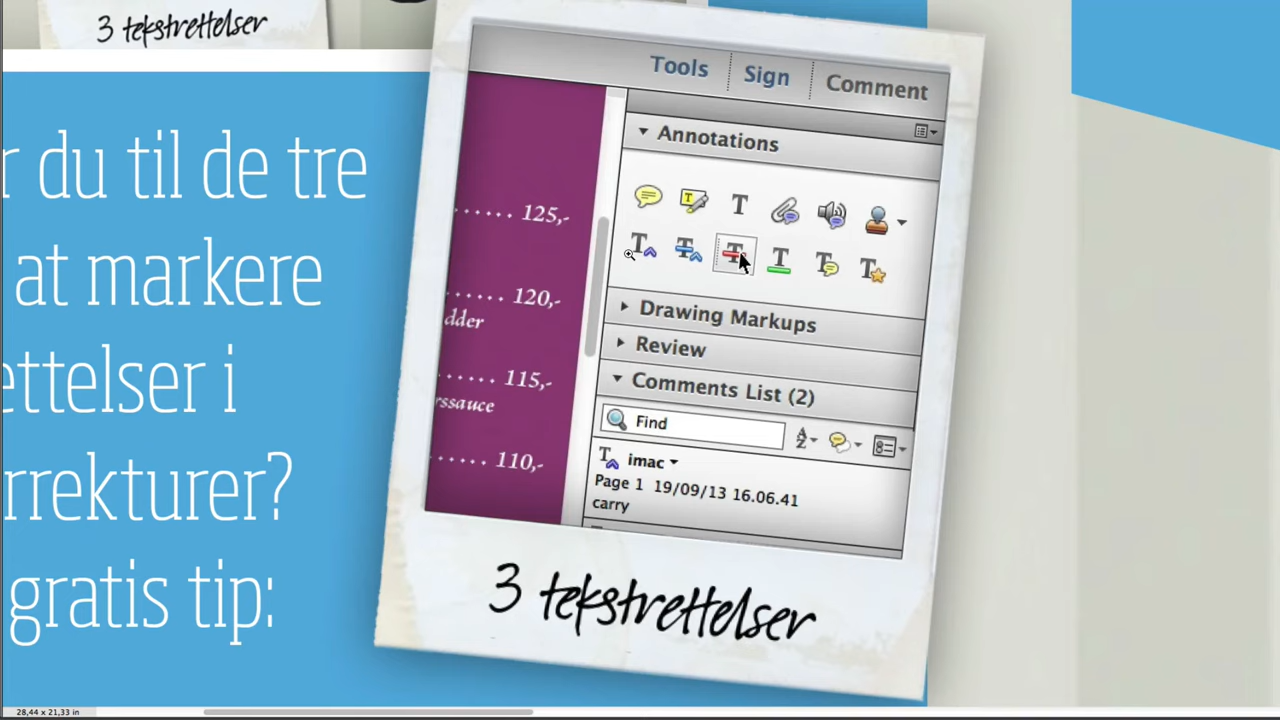 3 tekstrettelser
r du til de tre
at markere
ettelser i
rrekturer?
gratis tip:
Tools
Sign
Comment
Annotations
...... 125,-
...... 120,-
dder
...... 115,-
rssauce
..... 110,-
Drawing Markups
Review
Comments List (2)
Find
imac
Page 1 19/09/13 16.06.41
carry
3 tekstrettelser
28,44 x 21,33 in